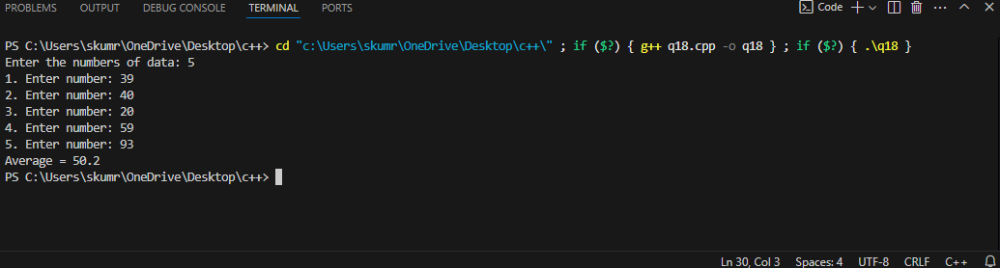 PROBLEMS OUTPUT DEBUG CONSOLE TERMINAL PORTS Code
PS C:\Users\skumr\OneDrive\Desktop\c++> cd "c:\Users\skumr\OneDrive\Desktop\c++\" ; if ($?) { g++ q18.cpp -o q18 } ; if ($?) { .\q18 }
Enter the numbers of data: 5
1. Enter number: 39
2. Enter number: 40
3. Enter number: 20
4. Enter number: 59
5. Enter number: 93
Average = 50.2
PS C:\Users\skumr\OneDrive\Desktop\c++>
Ln 30, Col 3 Spaces: 4 UTF-8 CRLF C++